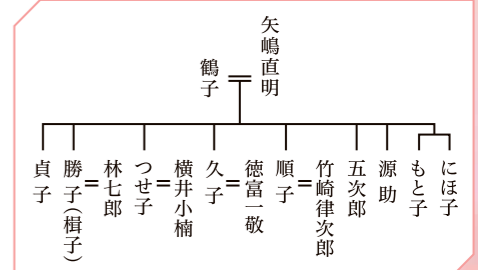 矢嶋直明
鶴子
にほ子
もと子
源助
五次郎
竹崎律次郎
順子
徳富一敬
久子
横井小楠
つせ子
林七郎
勝子(楫子)
貞子